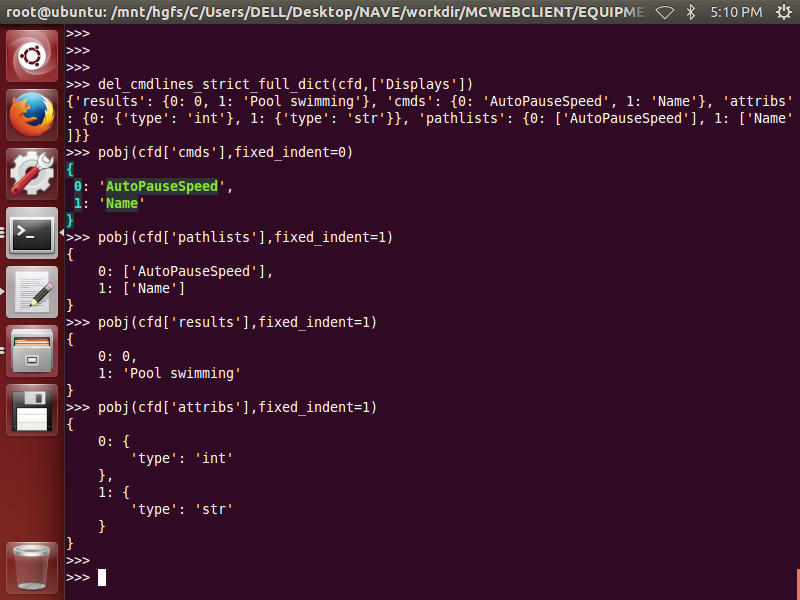 root@ubuntu: /mnt/hgfs/C/Users/DELL/Desktop/NAVE/workdir/MCWEBCLIENT/EQUIPME 5:10 PM
>>>
>>>
>>>
>>> del_cmdlines_strict_full_dict(cfd,['Displays'])
{'results': {0: 0, 1: 'Pool swimming'}, 'cmds': {0: 'AutoPauseSpeed', 1: 'Name'}, 'attribs'
: {0: {'type': 'int'}, 1: {'type': 'str'}}, 'pathlists': {0: ['AutoPauseSpeed'], 1: ['Name'
]}}
>>> pobj(cfd['cmds'],fixed_indent=0)
{
 0: 'AutoPauseSpeed',
 1: 'Name'
}
>>> pobj(cfd['pathlists'],fixed_indent=1)
{
    0: ['AutoPauseSpeed'],
    1: ['Name']
}
>>> pobj(cfd['results'],fixed_indent=1)
{
    0: 0,
    1: 'Pool swimming'
}
>>> pobj(cfd['attribs'],fixed_indent=1)
{
    0: {
        'type': 'int'
    },
    1: {
        'type': 'str'
    }
}
>>>
>>>